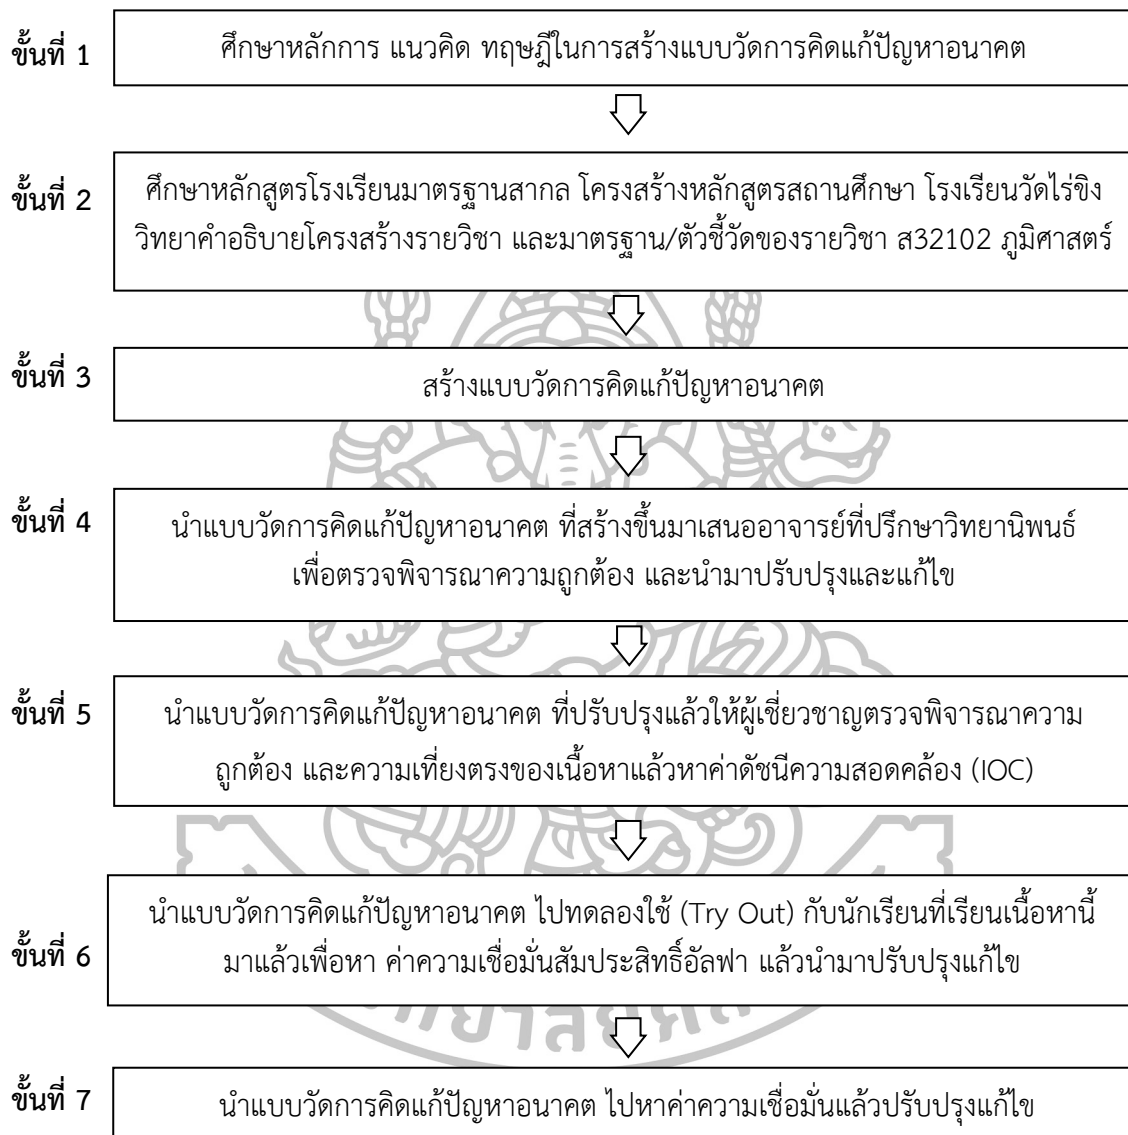 ขั้นที่ 1
ศึกษาหลักการ แนวคิด ทฤษฎีในการสร้างแบบวัดการคิดแก้ปัญหาอนาคต
ขั้นที่ 2
ศึกษาหลักสูตรโรงเรียนมาตรฐานสากล โครงสร้างหลักสูตรสถานศึกษา โรงเรียนวัดไร่ขิง
วิทยาคำอธิบายโครงสร้างรายวิชา และมาตรฐาน/ตัวชี้วัดของรายวิชา ส32102 ภูมิศาสตร์
ขั้นที่ 3
สร้างแบบวัดการคิดแก้ปัญหาอนาคต
ขั้นที่ 4
นำแบบวัดการคิดแก้ปัญหาอนาคต ที่สร้างขึ้นมาเสนออาจารย์ที่ปรึกษาวิทยานิพนธ์
เพื่อตรวจพิจารณาความถูกต้อง และนำมาปรับปรุงและแก้ไข
ขั้นที่ 5
นำแบบวัดการคิดแก้ปัญหาอนาคต ที่ปรับปรุงแล้วให้ผู้เชี่ยวชาญตรวจพิจารณาความ
ถูกต้อง และความเที่ยงตรงของเนื้อหาแล้วหาค่าดัชนีความสอดคล้อง (IOC)
ขั้นที่ 6
นำแบบวัดการคิดแก้ปัญหาอนาคต ไปทดลองใช้ (Try Out) กับนักเรียนที่เรียนเนื้อหานี้
มาแล้วเพื่อหา ค่าความเชื่อมั่นสัมประสิทธิ์อัลฟา แล้วนำมาปรับปรุงแก้ไข
ขั้นที่ 7
นำแบบวัดการคิดแก้ปัญหาอนาคต ไปหาค่าความเชื่อมั่นแล้วปรับปรุงแก้ไข